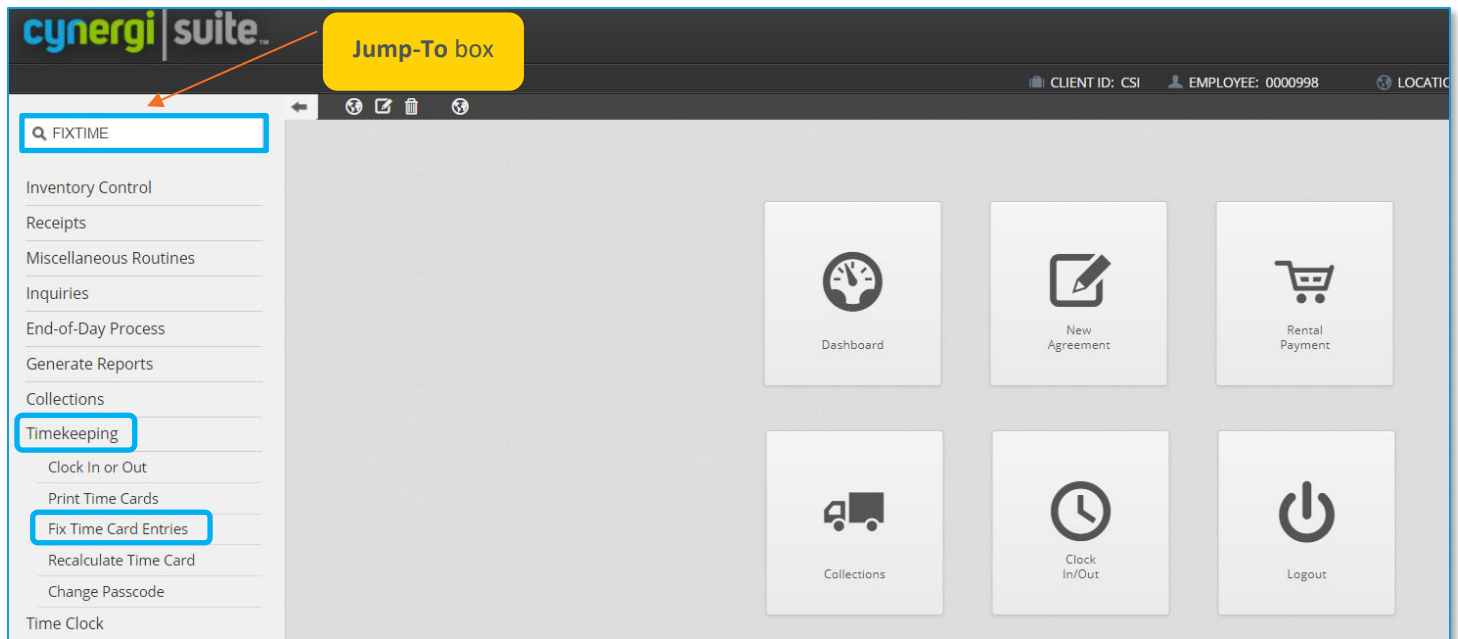 cynergi suite™
Jump-To box
CLIENT ID: CSI EMPLOYEE: 0000998
FIXTIME
Inventory Control
Receipts
Miscellaneous Routines
Inquiries
End-of-Day Process
Generate Reports
Collections
Timekeeping
Clock In or Out
Print Time Cards
Fix Time Card Entries
Recalculate Time Card
Change Passcode
Time Clock
Dashboard
New
Agreement
Rental
Payment
Collections
Clock
In/Out
Logout